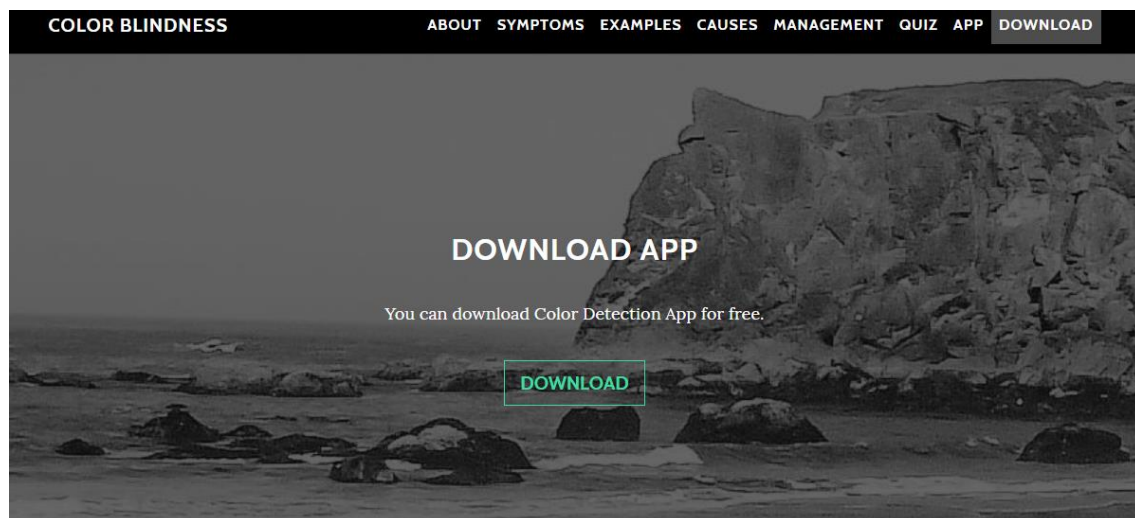 COLOR BLINDNESS ABOUT SYMPTOMS EXAMPLES CAUSES MANAGEMENT QUIZ APP DOWNLOAD
DOWNLOAD APP
You can download Color Detection App for free.
DOWNLOAD